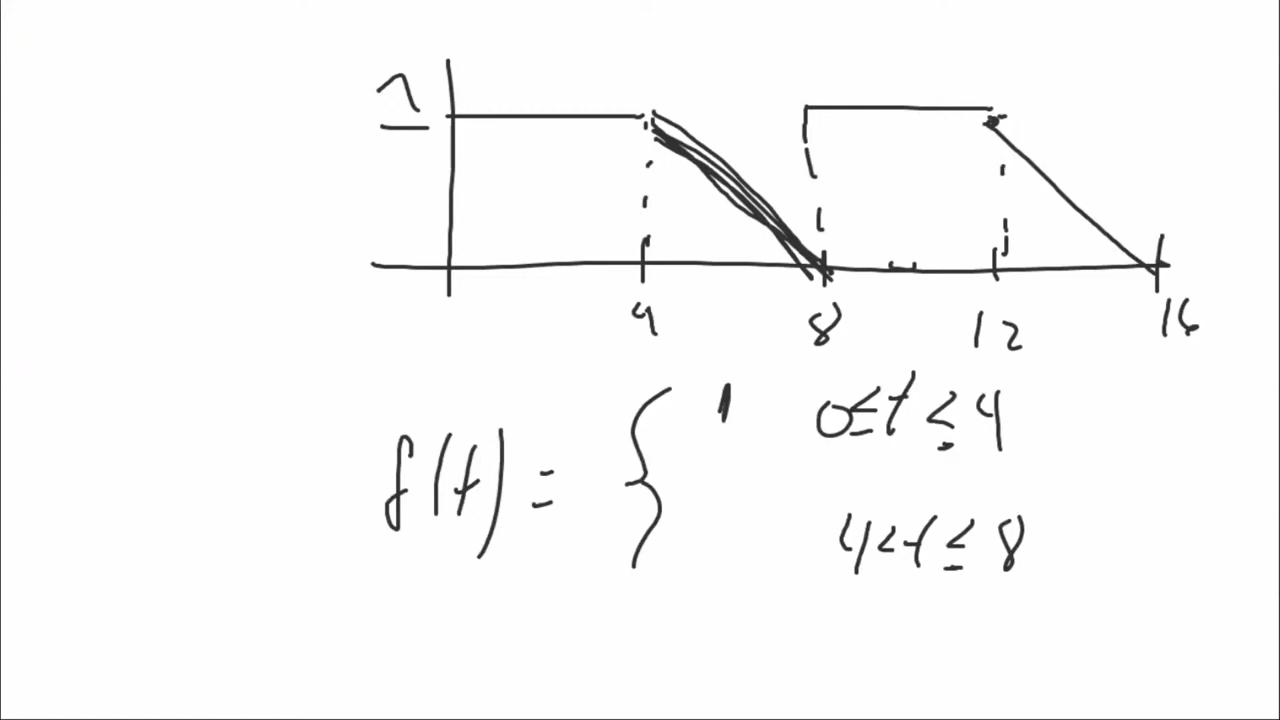 1
4 8 12 16
f(t) = { 1 0 ≤ t ≤ 4
4 < t ≤ 8